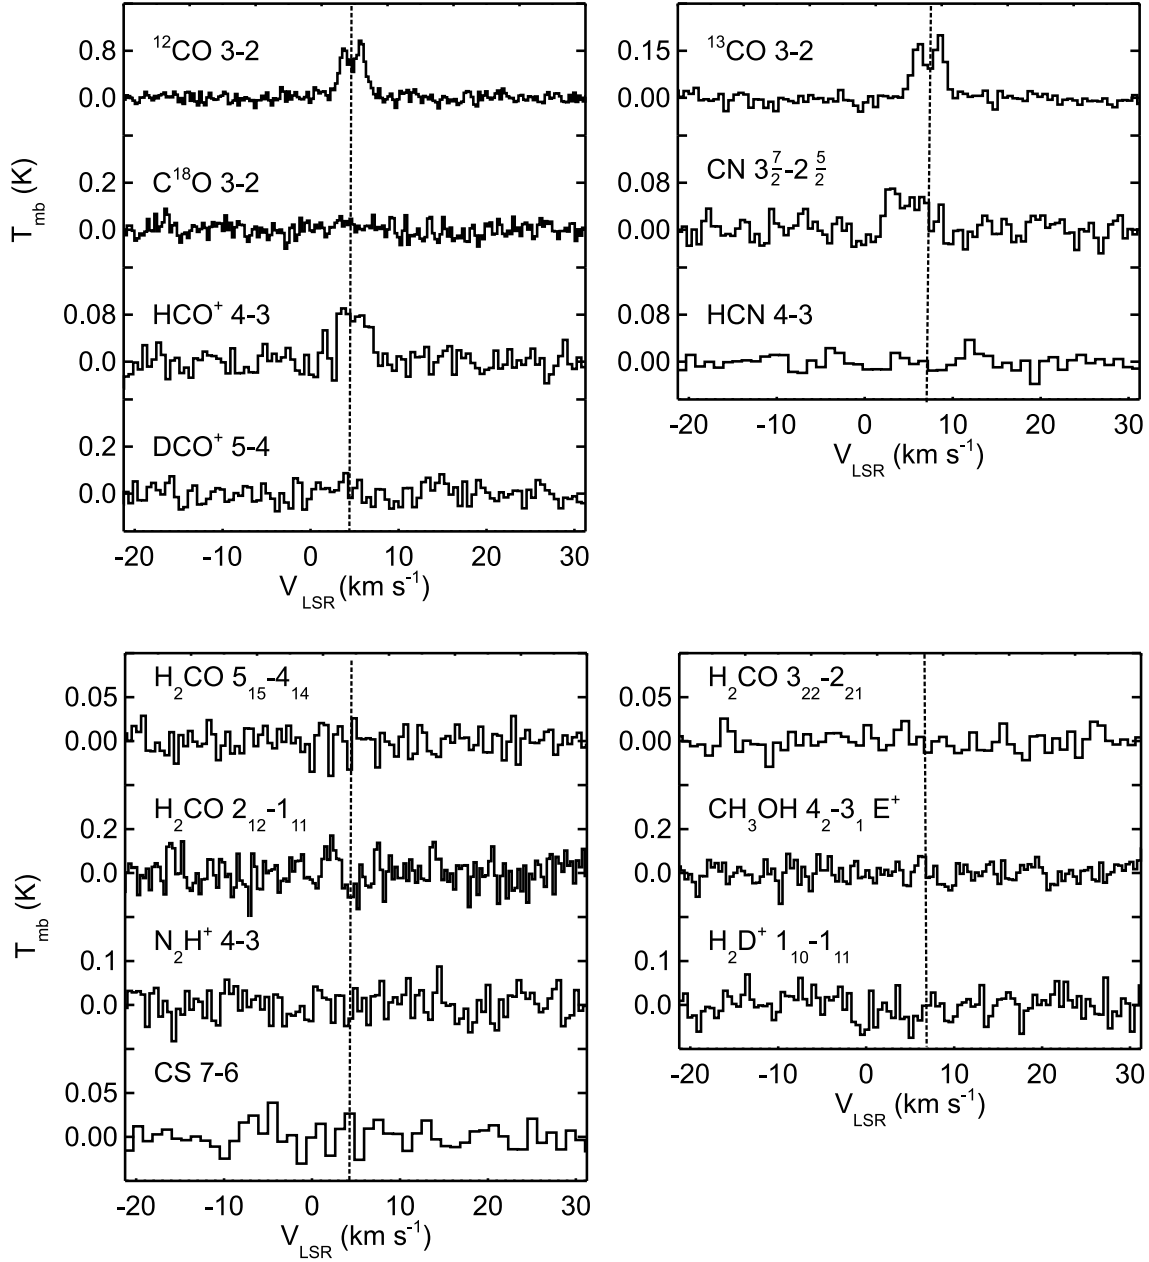 ¹²CO 3-2
0.8
0.0
C¹⁸O 3-2
0.2
0.0
HCO⁺ 4-3
0.08
0.0
DCO⁺ 5-4
0.2
0.0
T_mb (K)
-20 -10 0 10 20 30
V_LSR (km s⁻¹)
¹³CO 3-2
0.15
0.00
CN 3 7/2-2 5/2
0.08
0.00
HCN 4-3
0.08
0.00
-20 -10 0 10 20 30
V_LSR (km s⁻¹)
H₂CO 5₁₅-4₁₄
0.05
0.00
H₂CO 2₁₂-1₁₁
0.2
0.0
N₂H⁺ 4-3
0.1
0.0
CS 7-6
0.05
0.00
T_mb (K)
-20 -10 0 10 20 30
V_LSR (km s⁻¹)
H₂CO 3₂₂-2₂₁
0.05
0.00
CH₃OH 4₂-3₁ E⁺
0.2
0.0
H₂D⁺ 1₁₀-1₁₁
0.1
0.0
-20 -10 0 10 20 30
V_LSR (km s⁻¹)